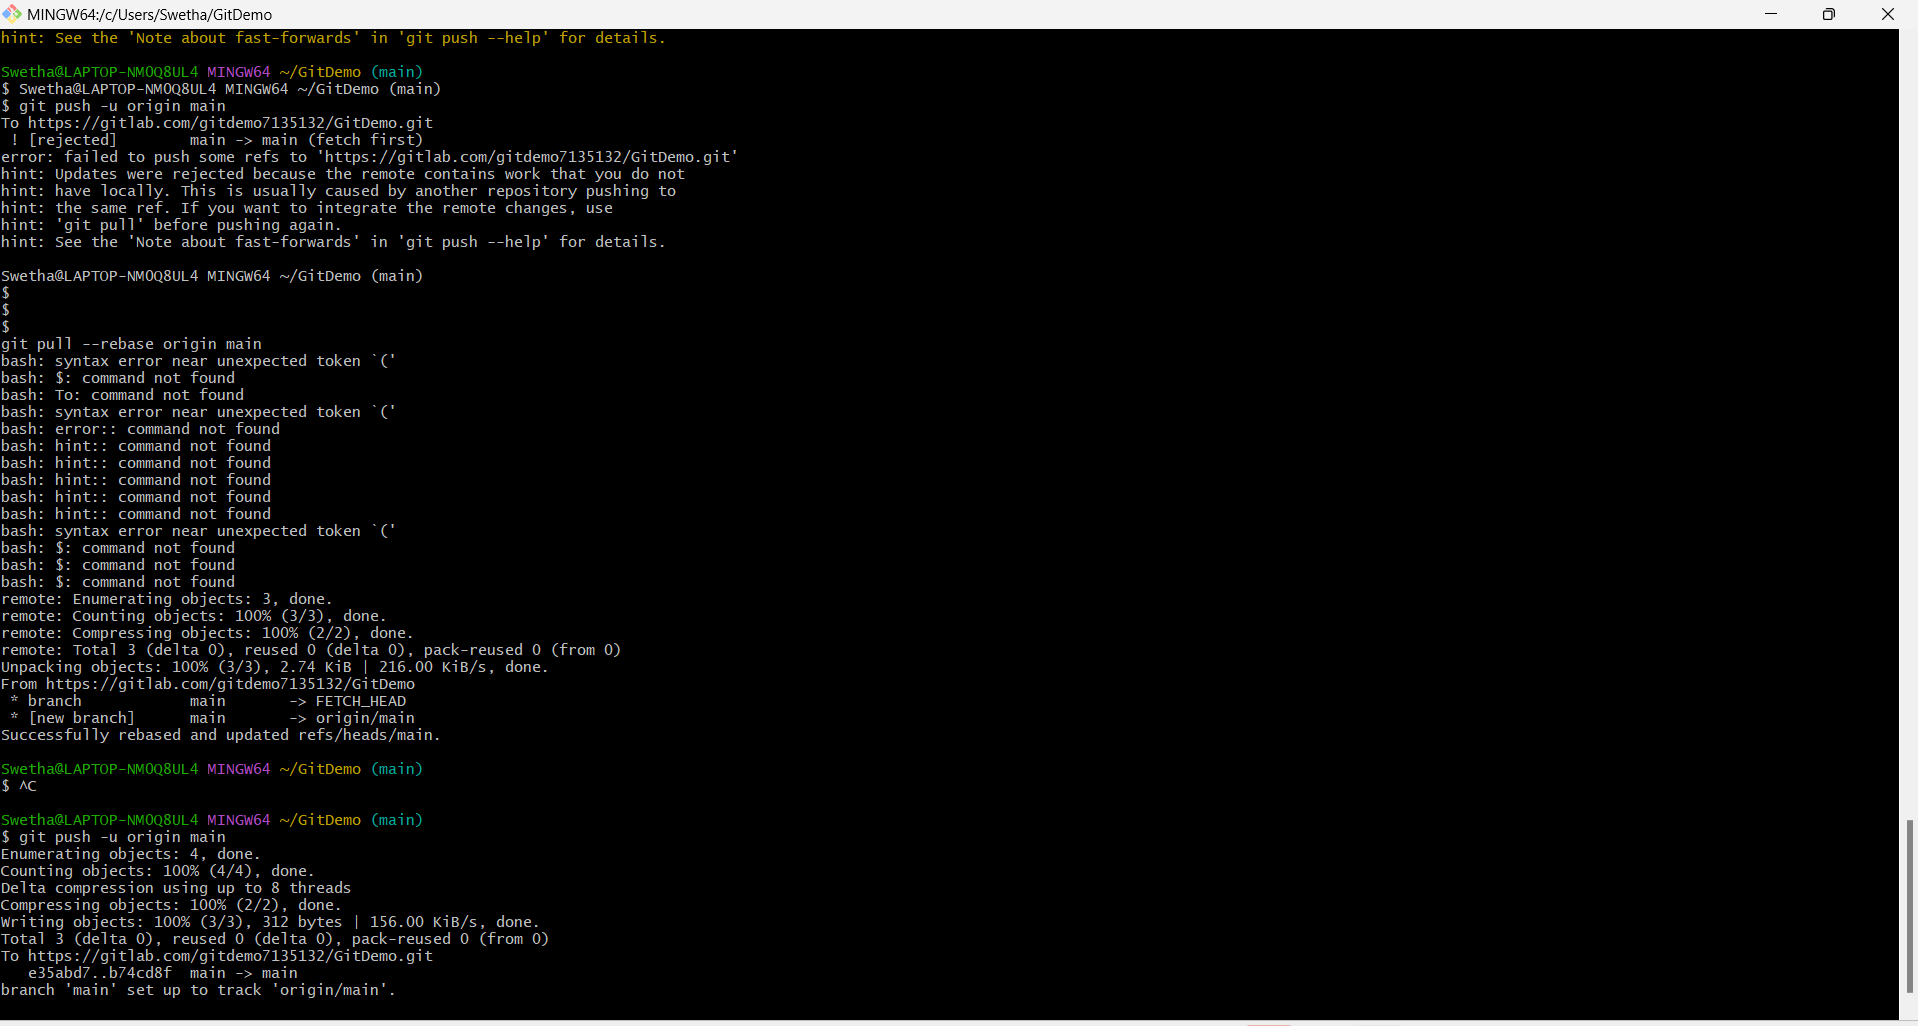 MINGW64:/c/Users/Swetha/GitDemo
hint: See the 'Note about fast-forwards' in 'git push --help' for details.
Swetha@LAPTOP-NM0Q8UL4 MINGW64 ~/GitDemo (main)
$ Swetha@LAPTOP-NM0Q8UL4 MINGW64 ~/GitDemo (main)
$ git push -u origin main
To https://gitlab.com/gitdemo7135132/GitDemo.git
! [rejected] main -> main (fetch first)
error: failed to push some refs to 'https://gitlab.com/gitdemo7135132/GitDemo.git'
hint: Updates were rejected because the remote contains work that you do not
hint: have locally. This is usually caused by another repository pushing to
hint: the same ref. If you want to integrate the remote changes, use
hint: 'git pull' before pushing again.
hint: See the 'Note about fast-forwards' in 'git push --help' for details.
Swetha@LAPTOP-NM0Q8UL4 MINGW64 ~/GitDemo (main)
$
$
$
git pull --rebase origin main
bash: syntax error near unexpected token `('
bash: $: command not found
bash: To: command not found
bash: syntax error near unexpected token `('
bash: error:: command not found
bash: hint:: command not found
bash: hint:: command not found
bash: hint:: command not found
bash: hint:: command not found
bash: hint:: command not found
bash: syntax error near unexpected token `('
bash: $: command not found
bash: $: command not found
bash: $: command not found
remote: Enumerating objects: 3, done.
remote: Counting objects: 100% (3/3), done.
remote: Compressing objects: 100% (2/2), done.
remote: Total 3 (delta 0), reused 0 (delta 0), pack-reused 0 (from 0)
Unpacking objects: 100% (3/3), 2.74 KiB | 216.00 KiB/s, done.
From https://gitlab.com/gitdemo7135132/GitDemo
* branch main -> FETCH_HEAD
* [new branch] main -> origin/main
Successfully rebased and updated refs/heads/main.
Swetha@LAPTOP-NM0Q8UL4 MINGW64 ~/GitDemo (main)
$ ^C
Swetha@LAPTOP-NM0Q8UL4 MINGW64 ~/GitDemo (main)
$ git push -u origin main
Enumerating objects: 4, done.
Counting objects: 100% (4/4), done.
Delta compression using up to 8 threads
Compressing objects: 100% (2/2), done.
Writing objects: 100% (3/3), 312 bytes | 156.00 KiB/s, done.
Total 3 (delta 0), reused 0 (delta 0), pack-reused 0 (from 0)
To https://gitlab.com/gitdemo7135132/GitDemo.git
e35abd7..b74cd8f main -> main
branch 'main' set up to track 'origin/main'.